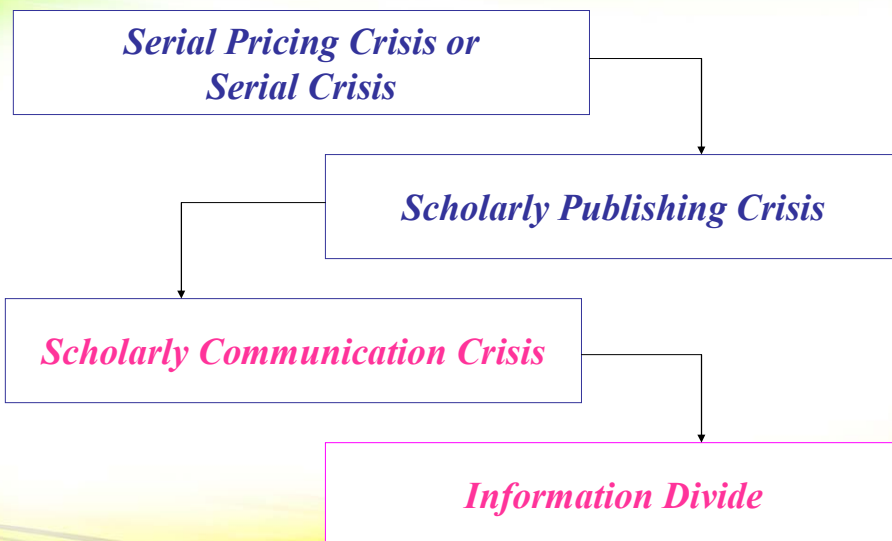 Serial Pricing Crisis or
Serial Crisis
Scholarly Publishing Crisis
Scholarly Communication Crisis
Information Divide